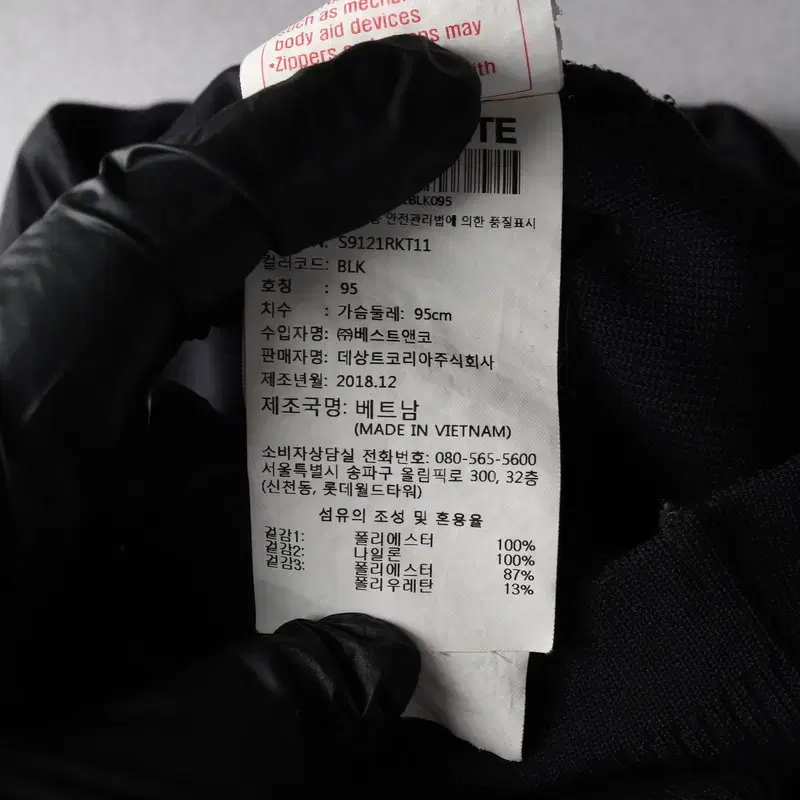 such as
body aid devices
•Zippers may
TE
BLK095
안전관리법에 의한 품질표시
S9121RKT11
컬러코드: BLK
호칭 : 95
치수 : 가슴둘레: 95cm
수입자명: ㈜베스트앤코
판매자명: 데상트코리아주식회사
제조년월: 2018.12
제조국명: 베트남
(MADE IN VIETNAM)
소비자상담실 전화번호: 080-565-5600
서울특별시 송파구 올림픽로 300, 32층
(신천동, 롯데월드타워)
섬유의 조성 및 혼용율
겉감1: 폴리에스터 100%
겉감2: 나일론 100%
겉감3: 폴리에스터 87%
폴리우레탄 13%